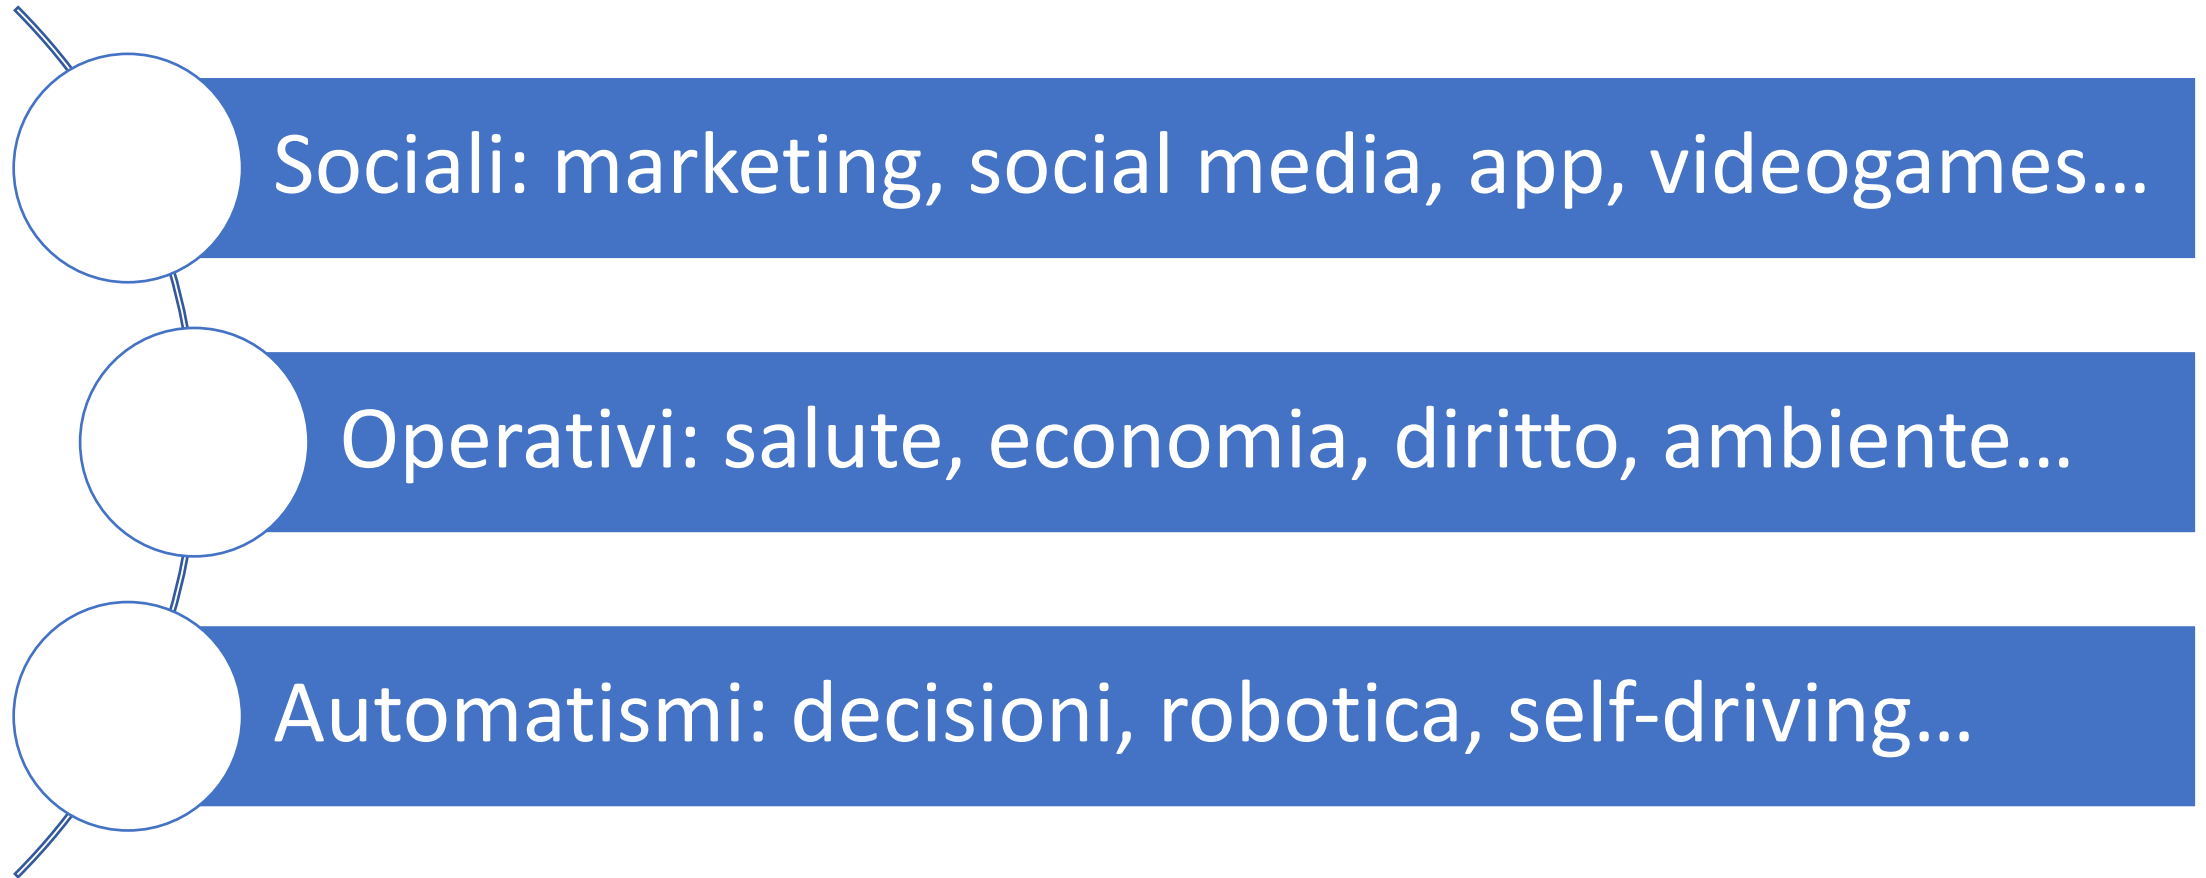 Sociali: marketing, social media, app, videogames...
Operativi: salute, economia, diritto, ambiente...
Automatismi: decisioni, robotica, self-driving...